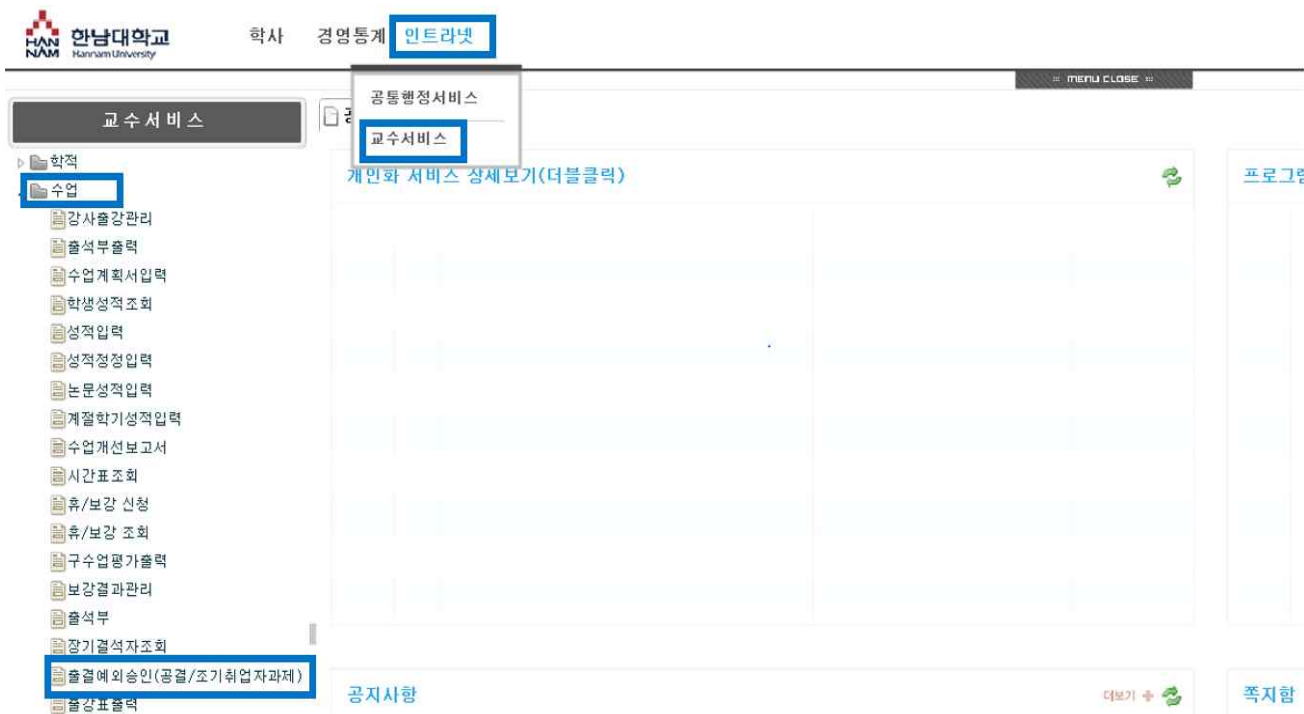 한남대학교
HAN
NAM
Hannam University
학사
경영통계
인트라넷
공통행정서비스
교수서비스
::: MENU CLOSE :::
교수서비스
학적
수업
강사출강관리
출석부출력
수업계획서입력
학생성적조회
성적입력
성적정정입력
논문성적입력
계절학기성적입력
수업개선보고서
시간표조회
휴/보강 신청
휴/보강 조회
구수업평가출력
보강결과관리
출석부
장기결석자조회
출결예외승인(공결/조기취업자과제)
출강표출력
개인화 서비스 상세보기(더블클릭)
프로그램
공지사항
더보기
쪽지함